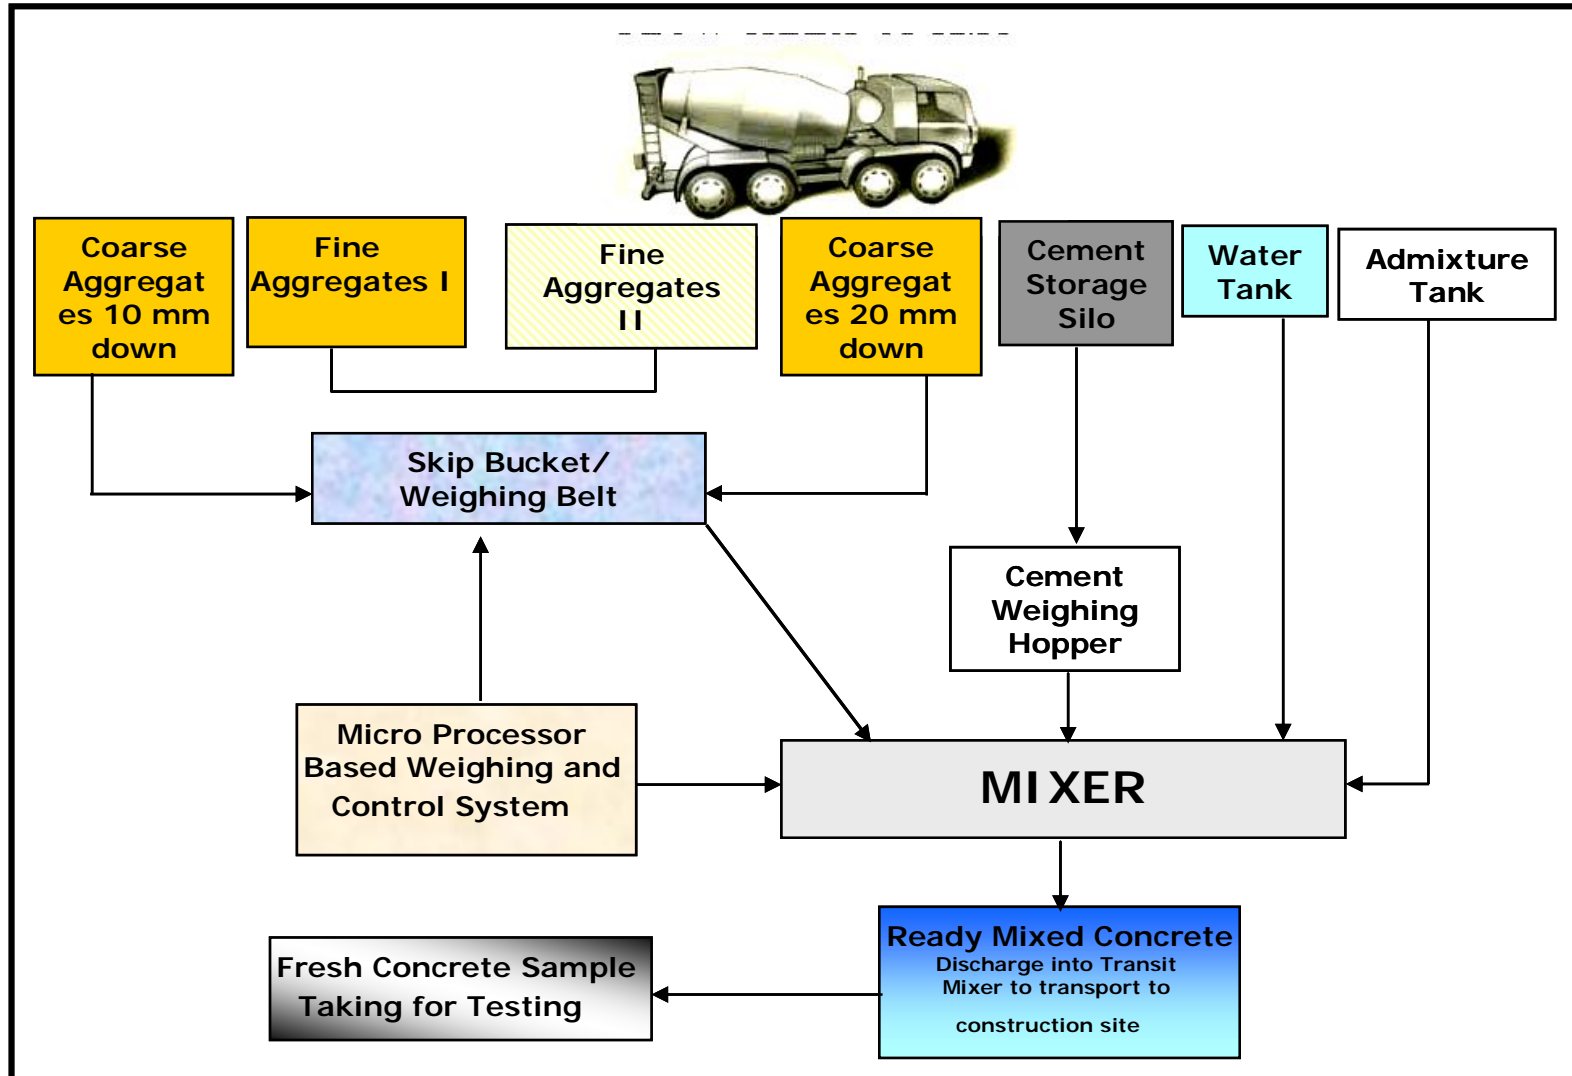 Coarse
Aggregat
es 10 mm
down
Fine
Aggregates I
Fine
Aggregates
II
Coarse
Aggregat
es 20 mm
down
Cement
Storage
Silo
Water
Tank
Admixture
Tank
Skip Bucket/
Weighing Belt
Cement
Weighing
Hopper
Micro Processor
Based Weighing and
Control System
MIXER
Ready Mixed Concrete
Discharge into Transit
Mixer to transport to
construction site
Fresh Concrete Sample
Taking for Testing